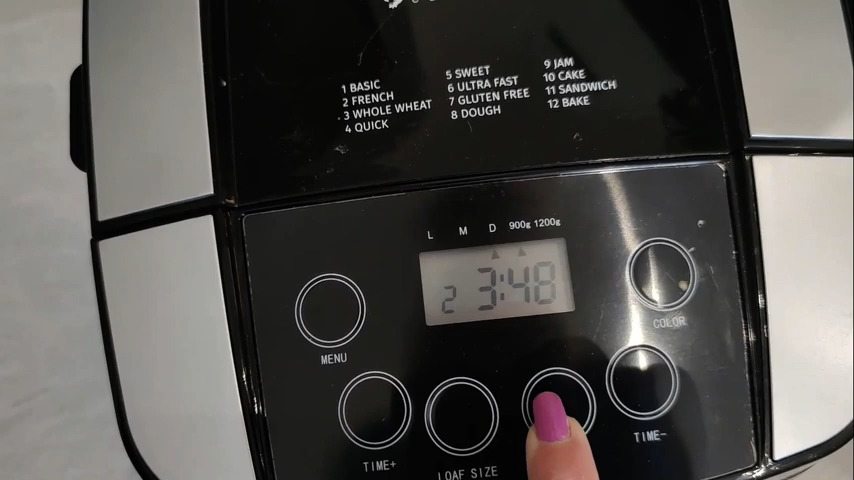 1 BASIC
2 FRENCH
3 WHOLE WHEAT
4 QUICK
5 SWEET
6 ULTRA FAST
7 GLUTEN FREE
8 DOUGH
9 JAM
10 CAKE
11 SANDWICH
12 BAKE
L M D 900g 1200g
2 3:48
COLOR
MENU
TIME-
TIME+
LOAF SIZE